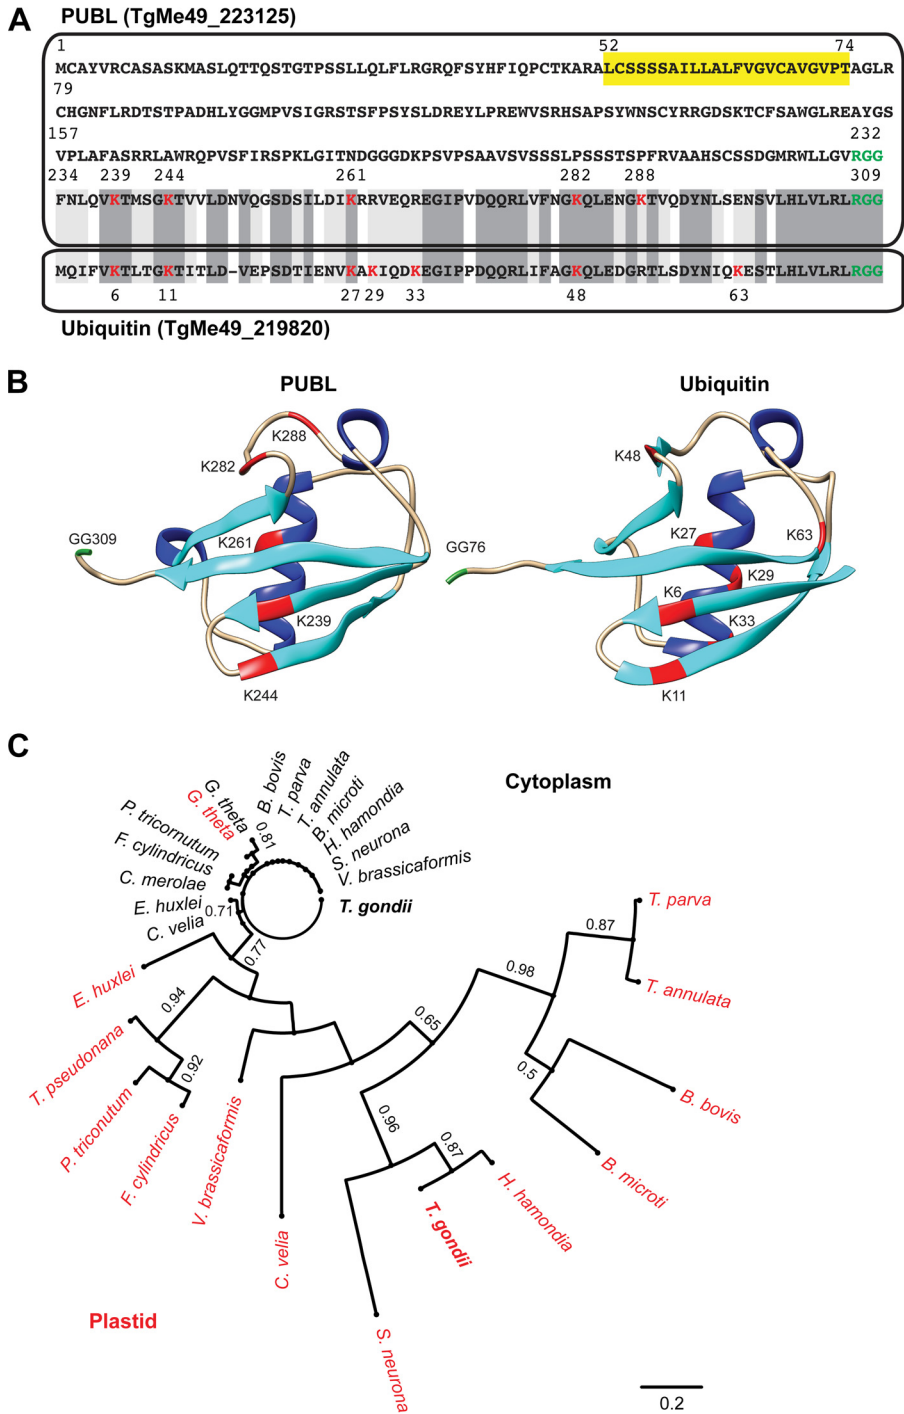 A
PUBL (TgMe49_223125)
1 52 74
MCAYVRCASASKMASLQTTQSTGTPSSLLQLFLRGRQFSYHFIQPCTKARALCSSSSAILLALFVGVCAVGVPTAGLR
79
CHGNFLRDTSTPADHLYGGMPVSIGRSTSFPSYSLDREYLPREWVSRHSAPSYWNSCYRRGDSKTCFSAWGLREAYGS
157 232
VPLAFASRRLAWRQPVSFIRSPKLGITNDGGGDKPSVPSAAVSVSSSLPSSSTSPFRVAAHSCSSDGMRWLLGVRGG
234 239 244 261 282 288 309
FNLQVKTMSGKTVVLDNVQGSDSILDIKRRVEQREGIPVDQQRLVFNGKQLENGKTVQDYNLSENSVLHLVLRLRGG
MQIFVKTLTGKTITLD-VEPSDTIENVKAKIQDKEGIPPDQQRLIFAGKQLEDGRTLSDYNIQKESTLHLVLRLRGG
6 11 27 29 33 48 63
Ubiquitin (TgMe49_219820)
B
PUBL
Ubiquitin
K288
K282
GG309
K261
K239
K244
K48
K27
K63
GG76
K29
K6
K33
K11
C
Cytoplasm
P. tricornutum
F. cylindricus
C. merolae
E. huxlei
C. velia
G. theta
G. theta
B. bovis
T. parva
T. annulata
B. microti
H. hamondia
S. neurona
V. brassicaformis
T. gondii
0.81
0.71
0.77
E. huxlei
0.94
0.92
T. pseudonana
P. triconutum
F. cylindricus
V. brassicaformis
C. velia
0.65
0.98
0.87
T. parva
T. annulata
0.5
B. bovis
B. microti
0.96
0.87
H. hamondia
T. gondii
S. neurona
Plastid
0.2